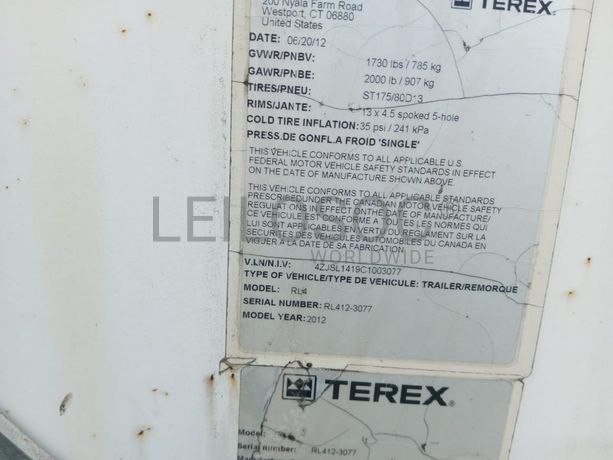 200 Nyala Farm Road
Westport, CT 06880
United States
TEREX
DATE: 06/20/12
GVWR/PNBV: 1730 lbs / 785 kg
GAWR/PNBE: 2000 lb / 907 kg
TIRES/PNEU: ST175/80D13
RIMS/JANTE: 13 x 4.5 spoked 5-hole
COLD TIRE INFLATION: 35 psi / 241 kPa
PRESS.DE GONFL.A FROID 'SINGLE'
THIS VEHICLE CONFORMS TO ALL APPLICABLE U.S.
FEDERAL MOTOR VEHICLE SAFETY STANDARDS IN EFFECT
ON THE DATE OF MANUFACTURE SHOWN ABOVE.
THIS VEHICLE CONFORMS TO ALL APPLICABLE STANDARDS
PRESCRIBEDUNDER THE CANADIAN MOTOR VEHICLE SAFETY
REGULATIONS IN EFFECT ON THE DATE OF MANUFACTURE/
CE VEHICULE EST CONFORME A TOUTES LES NORMES QUI
LUI SONT APPLICABLES EN VERTU DU REGLEMENT SUR LA
SECURITES DES VEHICULES AUTOMOBILES DU CANADA EN
VIGUER A LA DATE DE SA FABRICATION.
WORLDWIDE
V.I.N/N.I.V: 4ZJSL1419C1003077
TYPE OF VEHICLE/TYPE DE VEHICULE: TRAILER/REMORQUE
MODEL: RL4
SERIAL NUMBER: RL412-3077
MODEL YEAR: 2012
TEREX
Model:
Serial number: RL412-3077